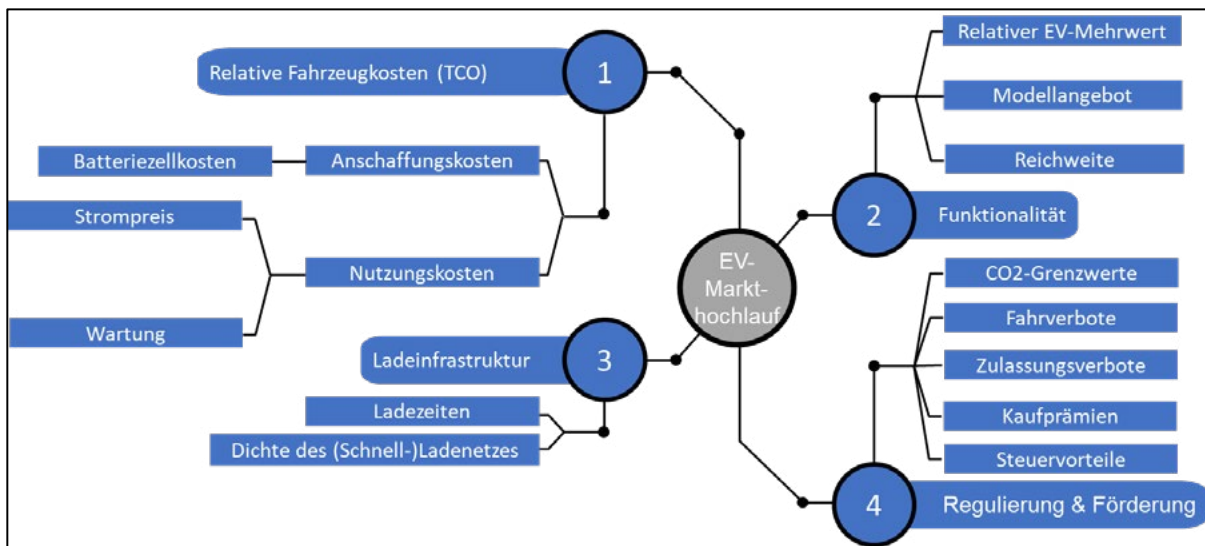 1
Relative Fahrzeugkosten (TCO)
Batteriezellkosten
Anschaffungskosten
Strompreis
Nutzungskosten
Wartung
Relativer EV-Mehrwert
Modellangebot
Reichweite
2
Funktionalität
EV-
Markt-
hochlauf
3
Ladeinfrastruktur
Ladezeiten
Dichte des (Schnell-)Ladenetzes
CO2-Grenzwerte
Fahrverbote
Zulassungsverbote
Kaufprämien
Steuervorteile
4
Regulierung & Förderung